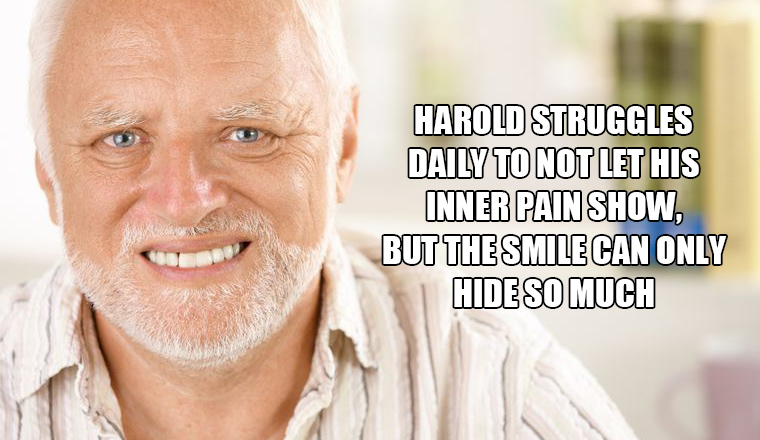 HAROLD STRUGGLES
DAILY TO NOT LET HIS
INNER PAIN SHOW,
BUT THE SMILE CAN ONLY
HIDE SO MUCH